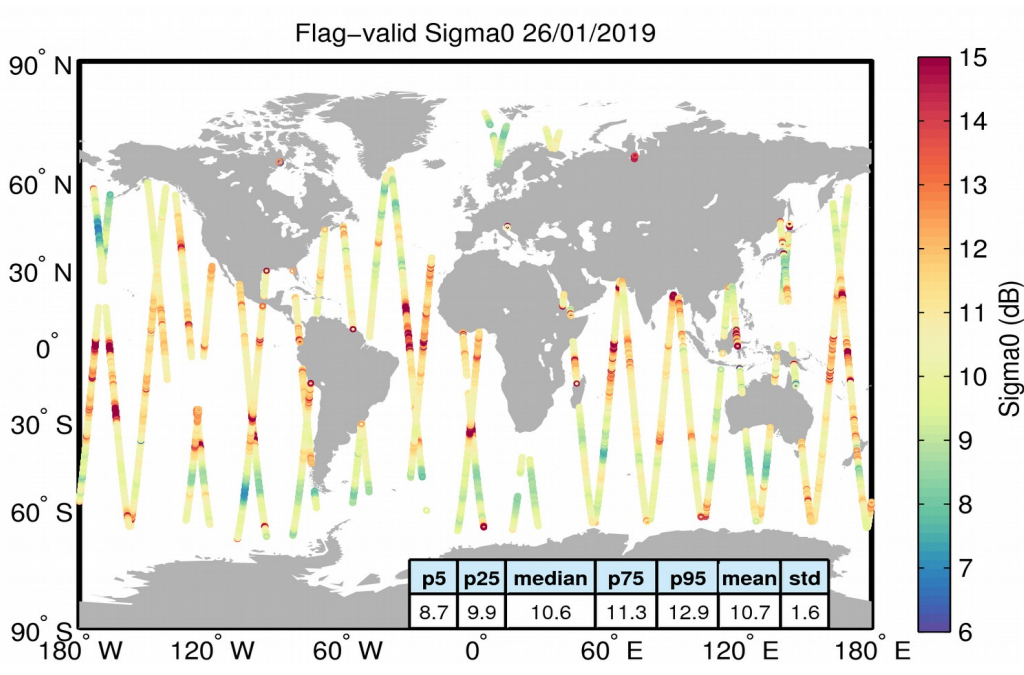 Flag−valid Sigma0 26/01/2019
90° N
60° N
30° N
0°
30° S
60° S
90° S
180° W
120° W
60° W
0°
60° E
120° E
180° E
15
14
13
12
11
10
9
8
7
6
Sigma0 (dB)
p5 p25 median p75 p95 mean std
8.7 9.9 10.6 11.3 12.9 10.7 1.6